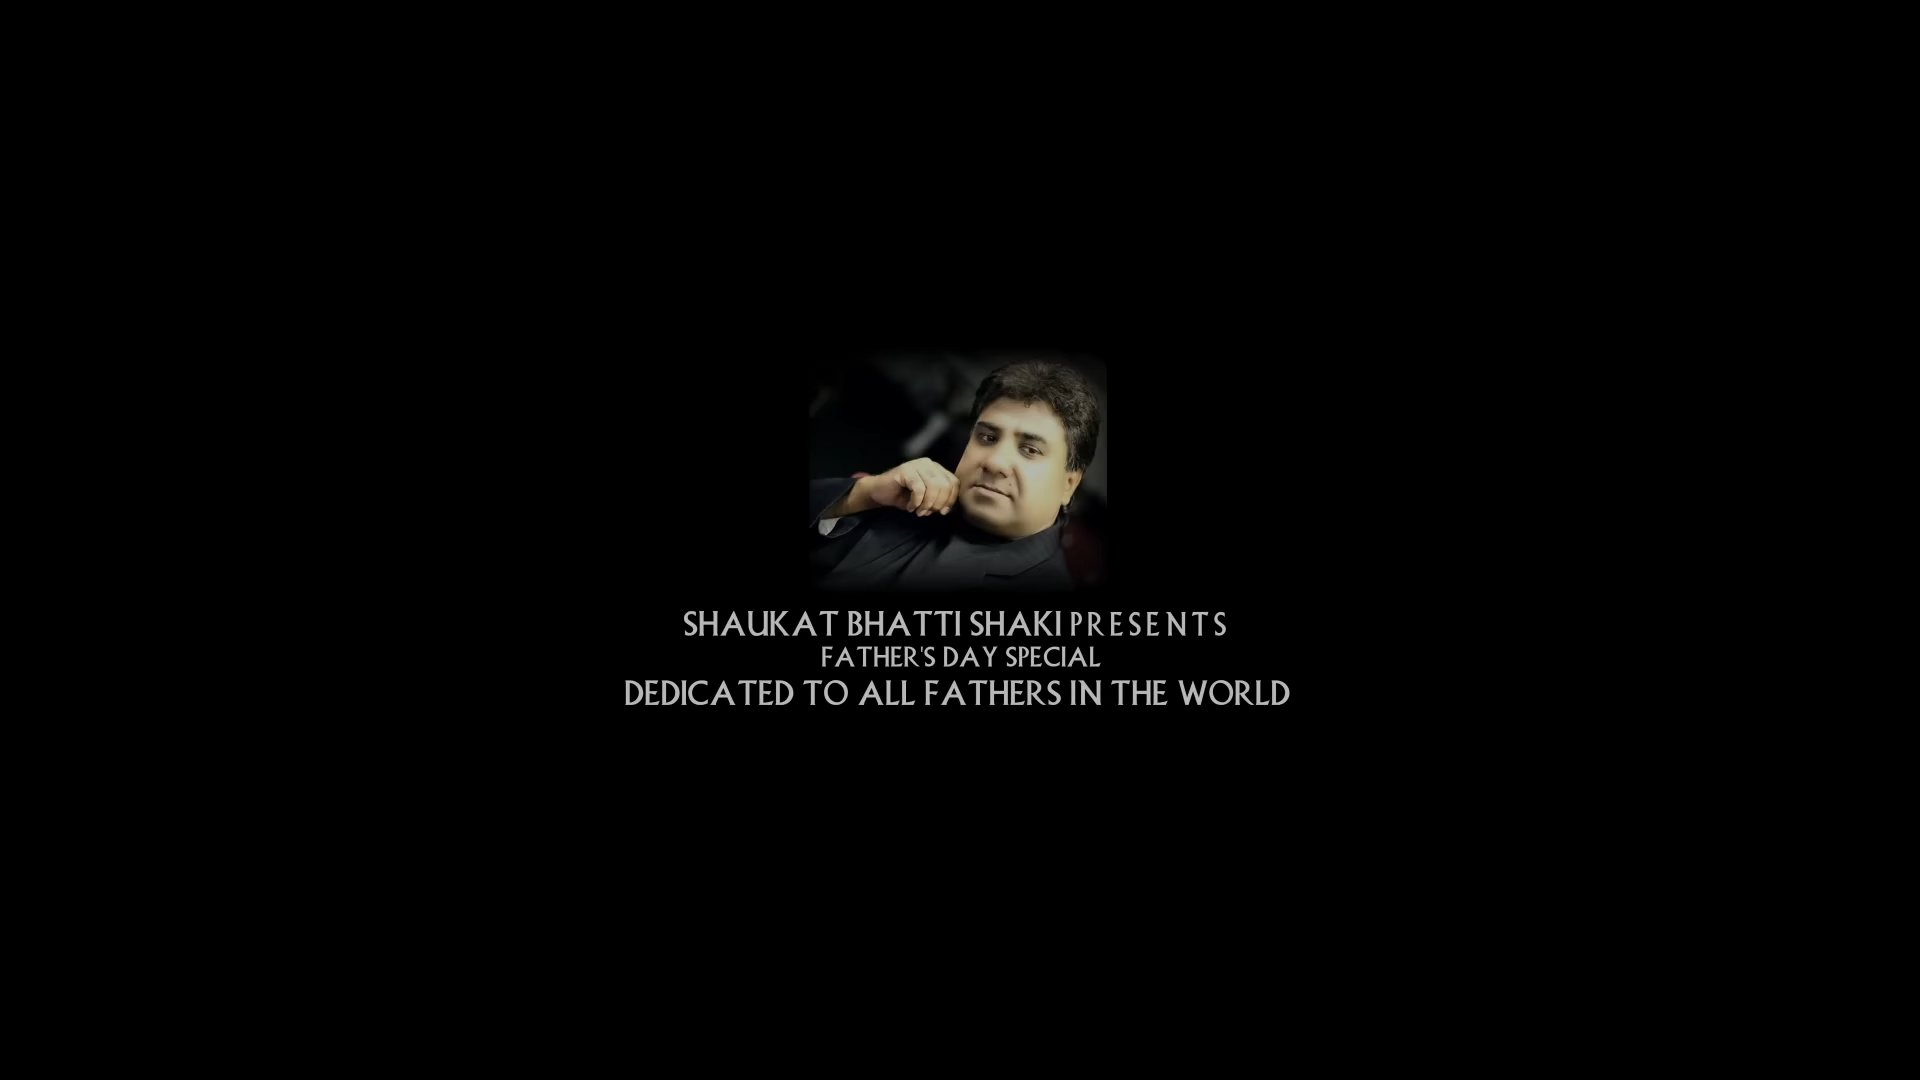 SHAUKAT BHATTI SHAKI PRESENTS
FATHER'S DAY SPECIAL
DEDICATED TO ALL FATHERS IN THE WORLD